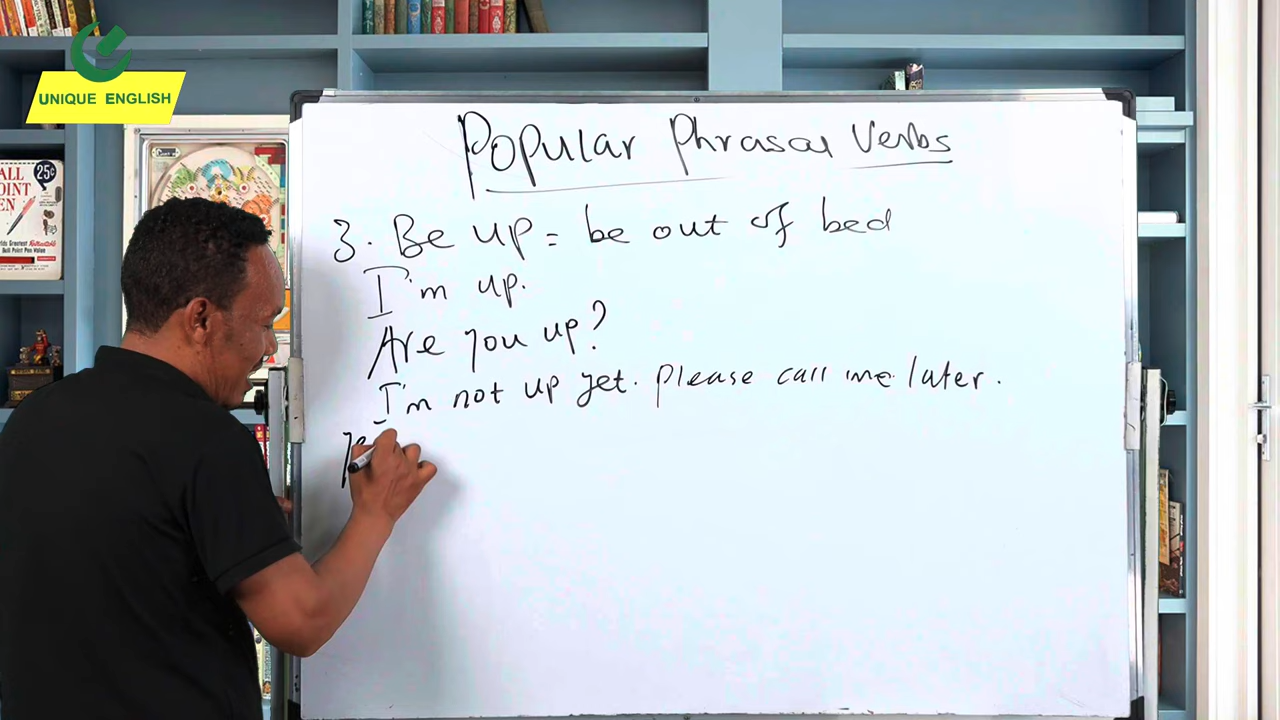 UNIQUE ENGLISH
Popular Phrasal Verbs
3. Be up = be out of bed
I'm up.
Are you up?
I'm not up yet. please call me later.
25¢